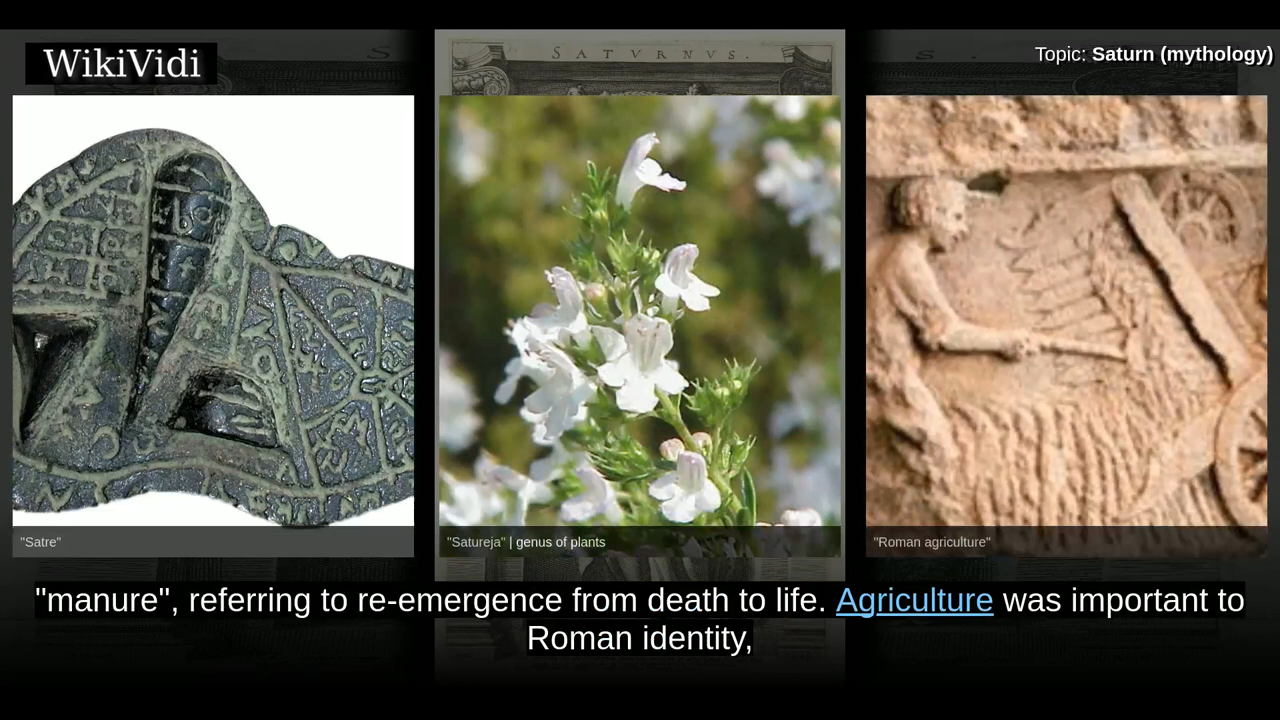 WikiVidi
SATVRNVS.
Topic: Saturn (mythology)
"Satre"
"Satureja" | genus of plants
"Roman agriculture"
"manure", referring to re-emergence from death to life. Agriculture was important to
Roman identity,